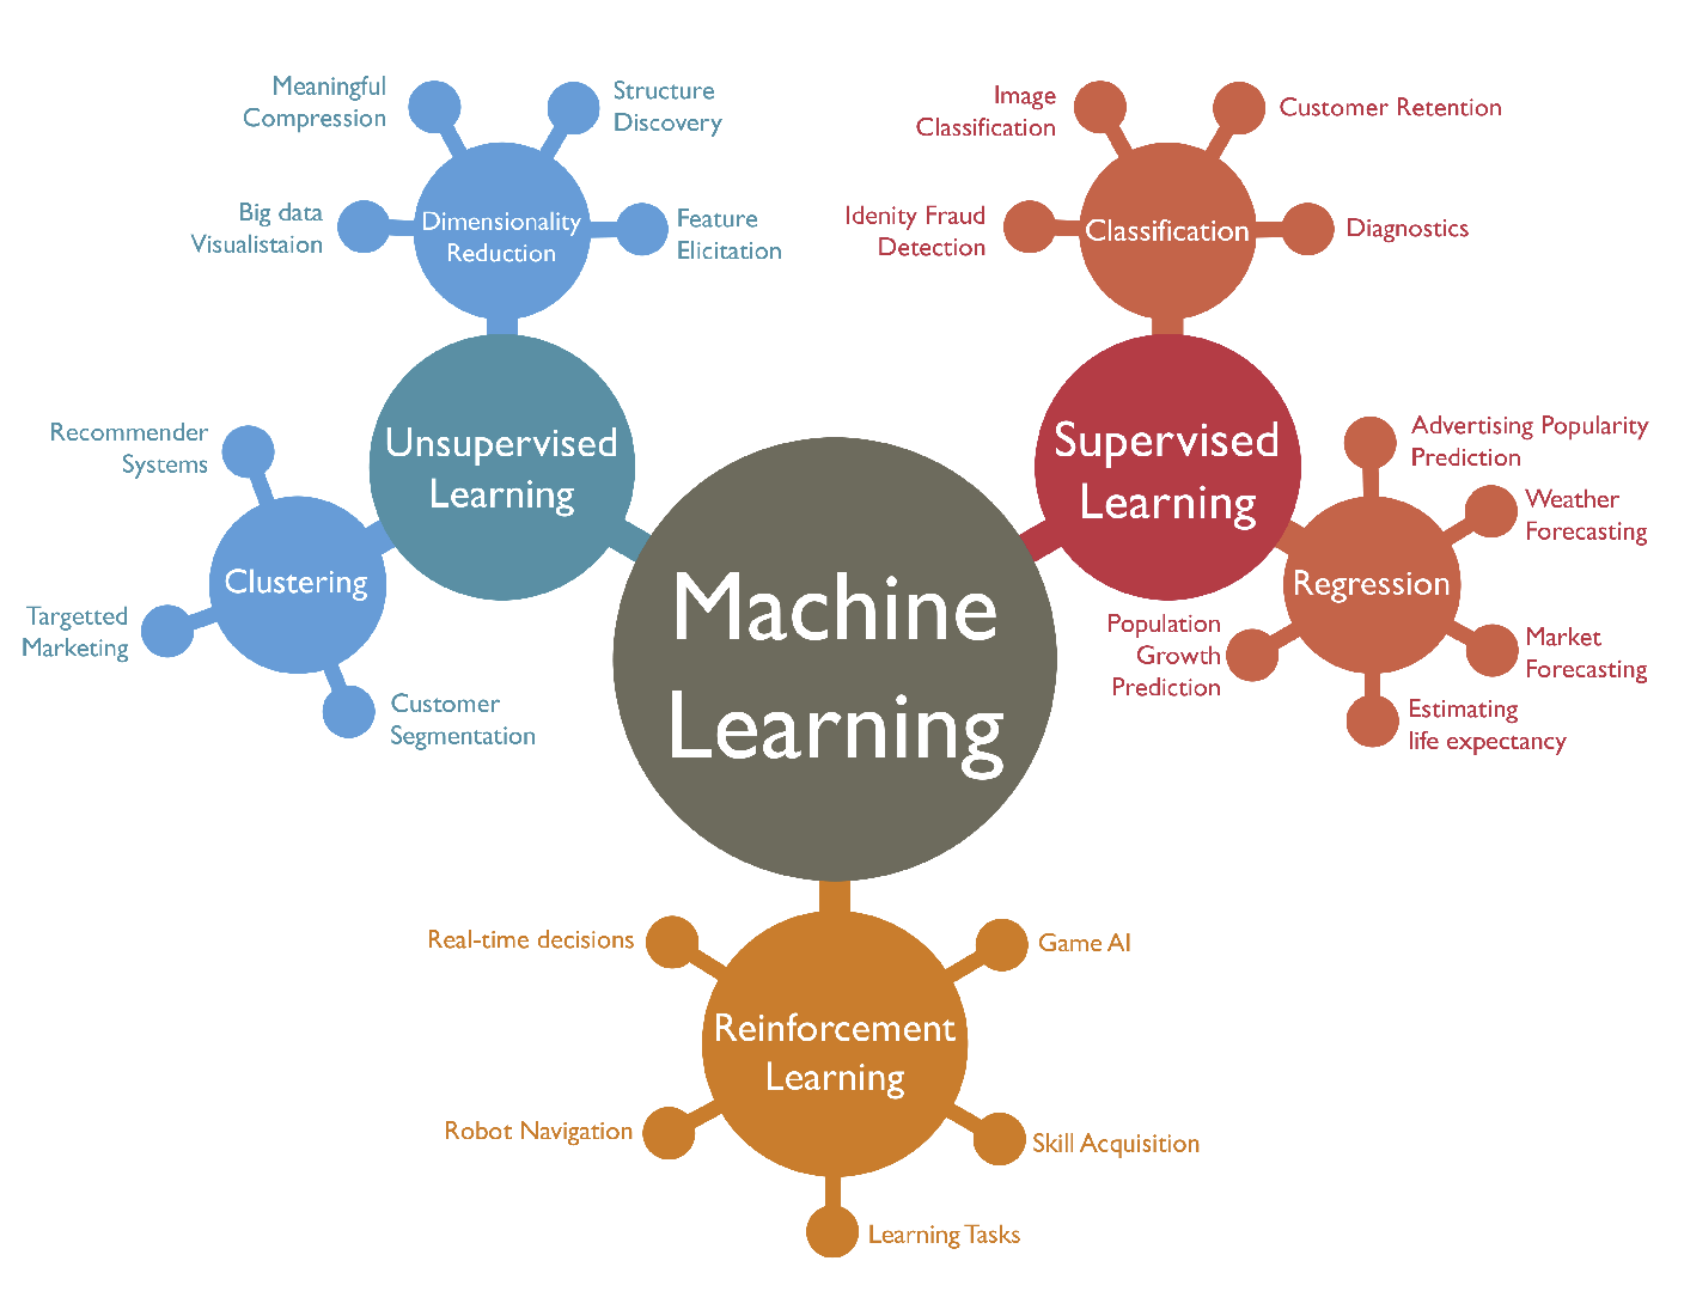 Meaningful
Compression
Structure
Discovery
Big data
Visualistaion
Dimensionality
Reduction
Feature
Elicitation
Image
Classification
Customer Retention
Idenity Fraud
Detection
Classification
Diagnostics
Recommender
Systems
Unsupervised
Learning
Clustering
Targetted
Marketing
Customer
Segmentation
Supervised
Learning
Advertising Popularity
Prediction
Weather
Forecasting
Regression
Population
Growth
Prediction
Market
Forecasting
Estimating
life expectancy
Machine
Learning
Real-time decisions
Game AI
Reinforcement
Learning
Robot Navigation
Skill Acquisition
Learning Tasks